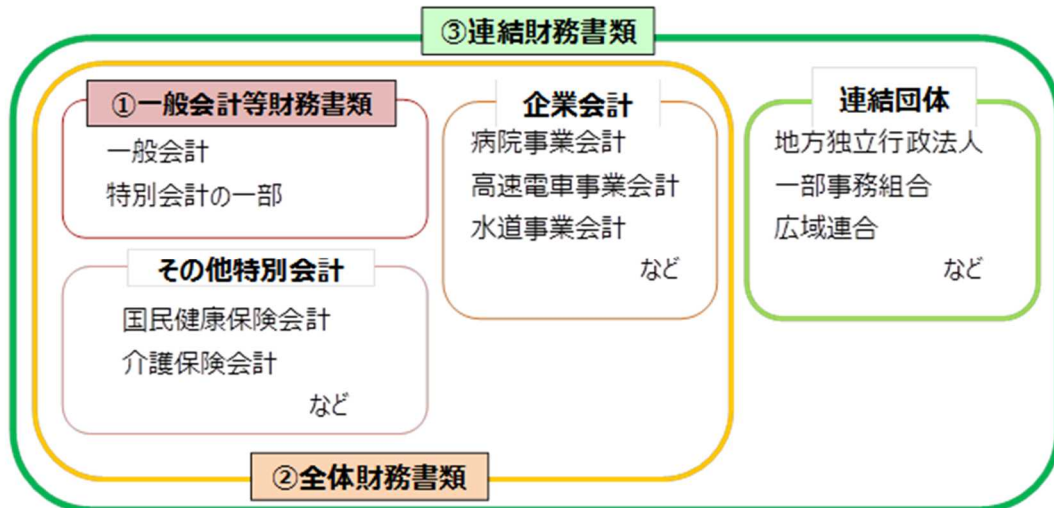 ③連結財務書類
①一般会計等財務書類
一般会計
特別会計の一部
その他特別会計
国民健康保険会計
介護保険会計
など
企業会計
病院事業会計
高速電車事業会計
水道事業会計
など
連結団体
地方独立行政法人
一部事務組合
広域連合
など
②全体財務書類